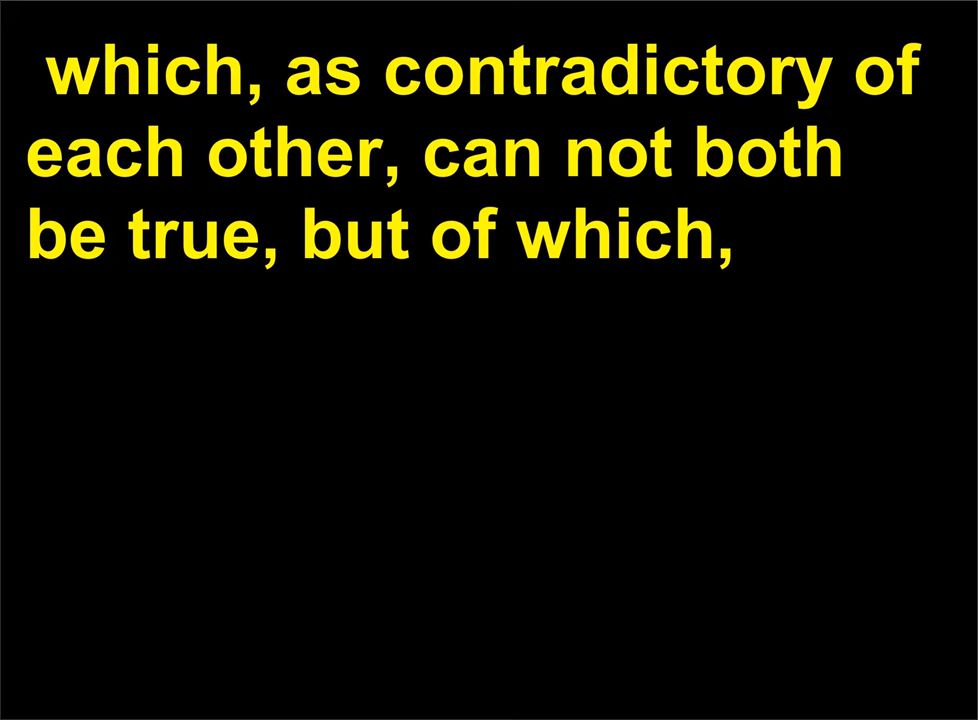 which, as contradictory of
each other, can not both
be true, but of which,